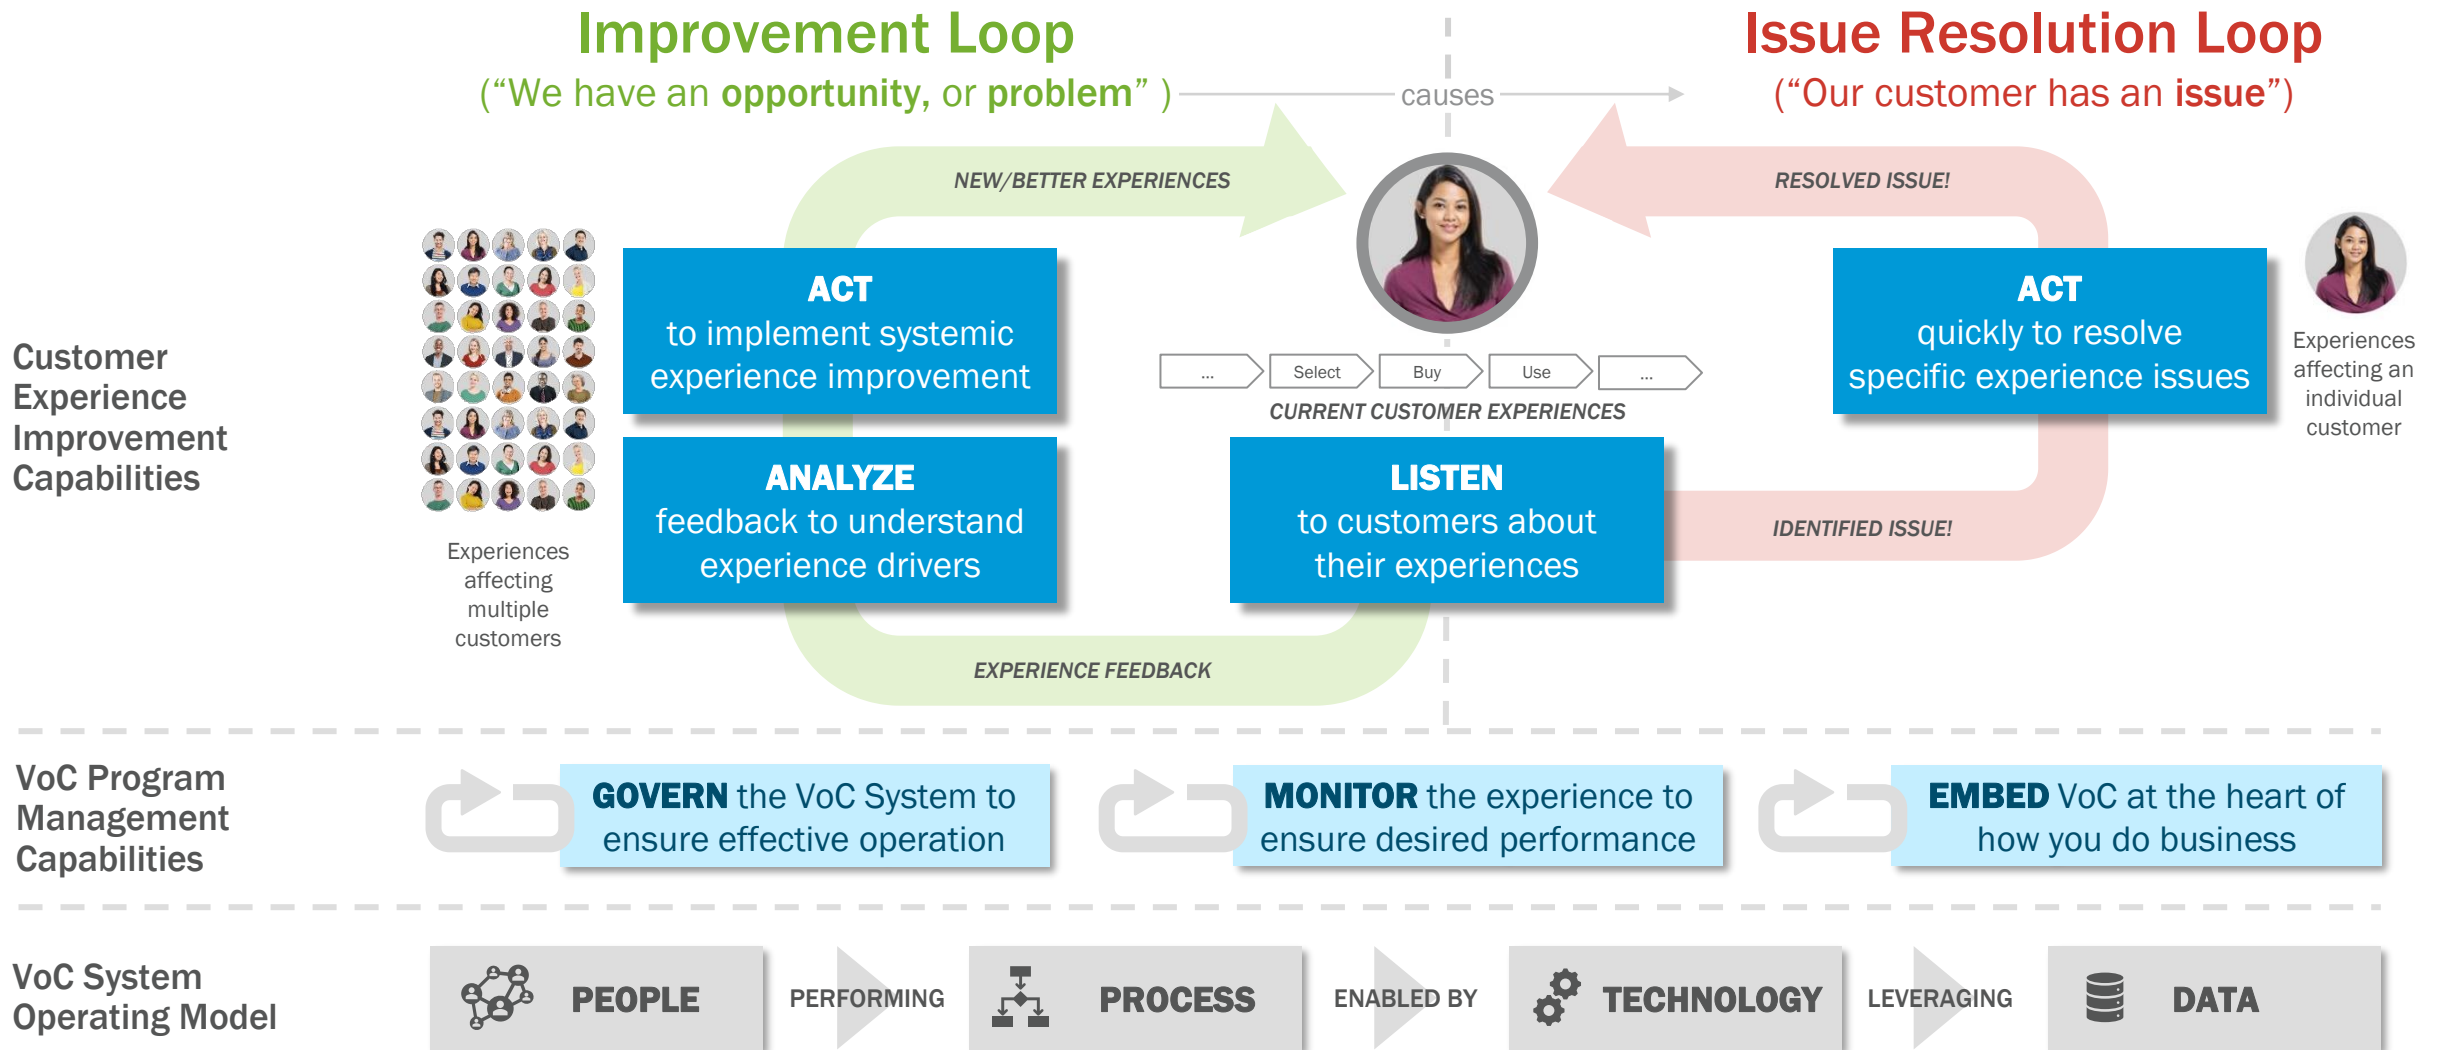 Improvement Loop
(“We have an opportunity, or problem” )
causes
Issue Resolution Loop
(“Our customer has an issue”)
NEW/BETTER EXPERIENCES
RESOLVED ISSUE!
Customer
Experience
Improvement
Capabilities
Experiences
affecting
multiple
customers
ACT
to implement systemic
experience improvement
ANALYZE
feedback to understand
experience drivers
...
Select
Buy
Use
...
CURRENT CUSTOMER EXPERIENCES
LISTEN
to customers about
their experiences
ACT
quickly to resolve
specific experience issues
Experiences
affecting an
individual
customer
IDENTIFIED ISSUE!
EXPERIENCE FEEDBACK
VoC Program
Management
Capabilities
GOVERN the VoC System to
ensure effective operation
MONITOR the experience to
ensure desired performance
EMBED VoC at the heart of
how you do business
VoC System
Operating Model
PEOPLE
PERFORMING
PROCESS
ENABLED BY
TECHNOLOGY
LEVERAGING
DATA